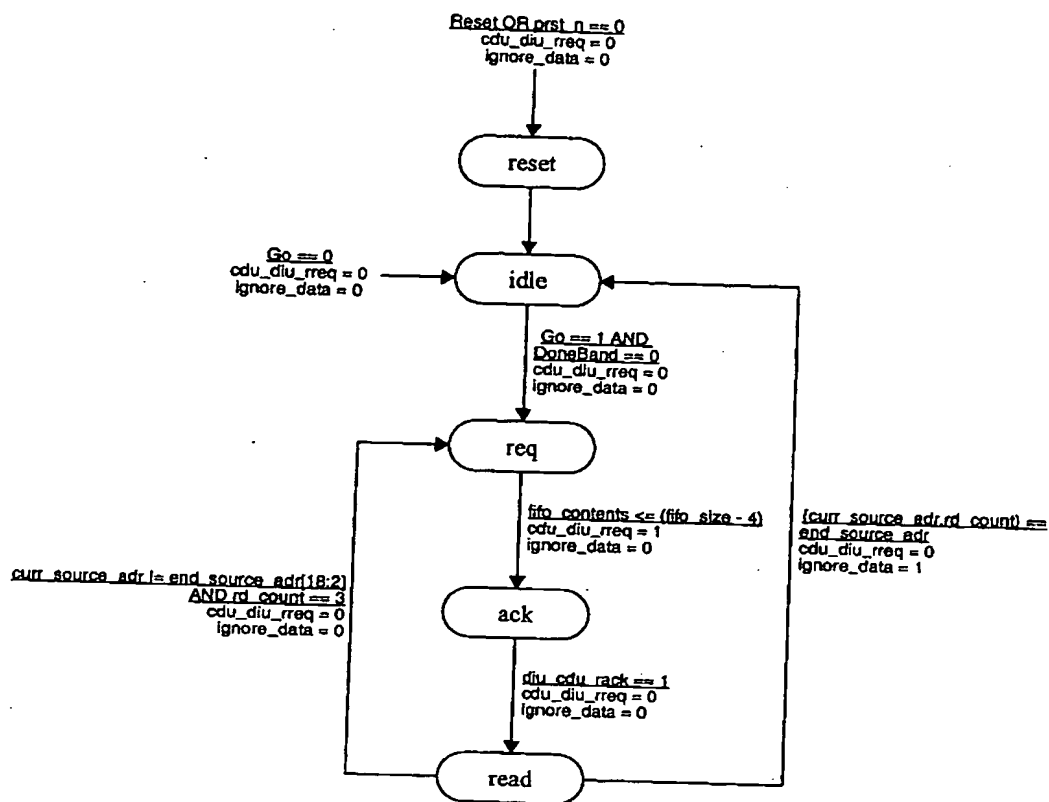 Reset OR prst_n == 0
cdu_diu_rreq = 0
ignore_data = 0
reset
Go == 0
cdu_diu_rreq = 0
ignore_data = 0
idle
Go == 1 AND
DoneBand == 0
cdu_diu_rreq = 0
ignore_data = 0
req
fifo_contents <= (fifo_size - 4)
cdu_diu_rreq = 1
ignore_data = 0
{curr_source_adr,rd_count} ==
end_source_adr
cdu_diu_rreq = 0
ignore_data = 1
curr_source_adr != end_source_adr[18:2]
AND rd_count == 3
cdu_diu_rreq = 0
ignore_data = 0
ack
diu_cdu_rack == 1
cdu_diu_rreq = 0
ignore_data = 0
read